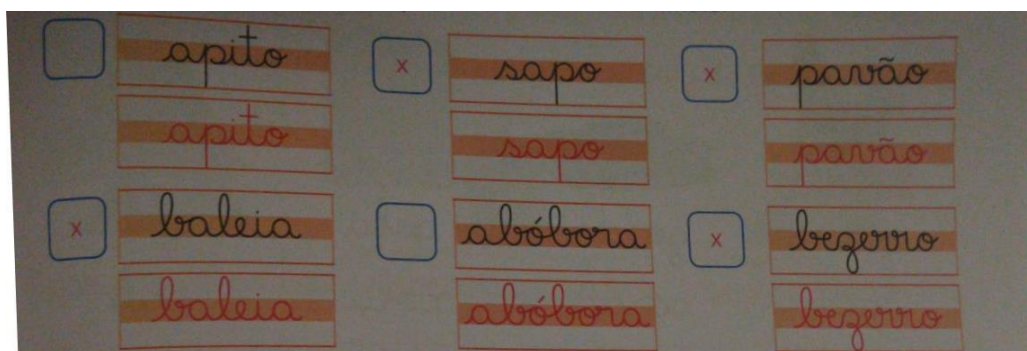 apito
x sapo
x pavão
apito
sapo
pavão
x baleia
abóbora
x bezerro
baleia
abóbora
bezerro